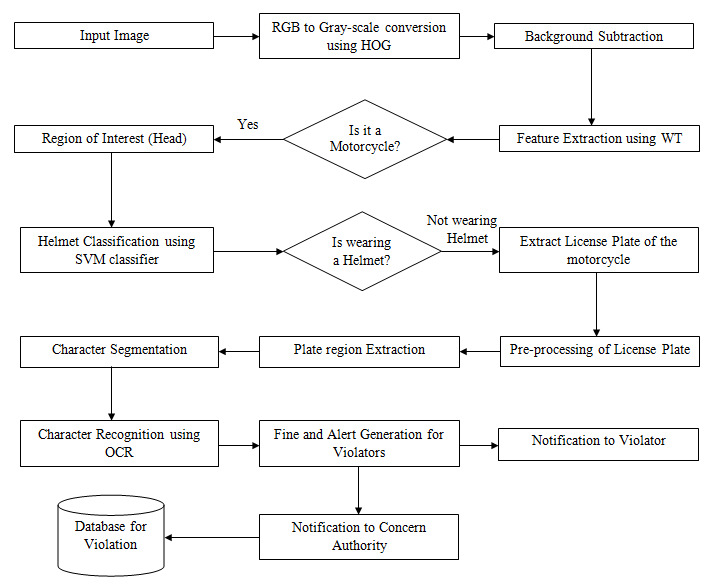 Input Image
RGB to Gray-scale conversion
using HOG
Background Subtraction
Feature Extraction using WT
Is it a
Motorcycle?
Yes
Region of Interest (Head)
Helmet Classification using
SVM classifier
Is wearing
a Helmet?
Not wearing
Helmet
Extract License Plate of the
motorcycle
Pre-processing of License Plate
Plate region Extraction
Character Segmentation
Character Recognition using
OCR
Fine and Alert Generation for
Violators
Notification to Violator
Notification to Concern
Authority
Database for
Violation